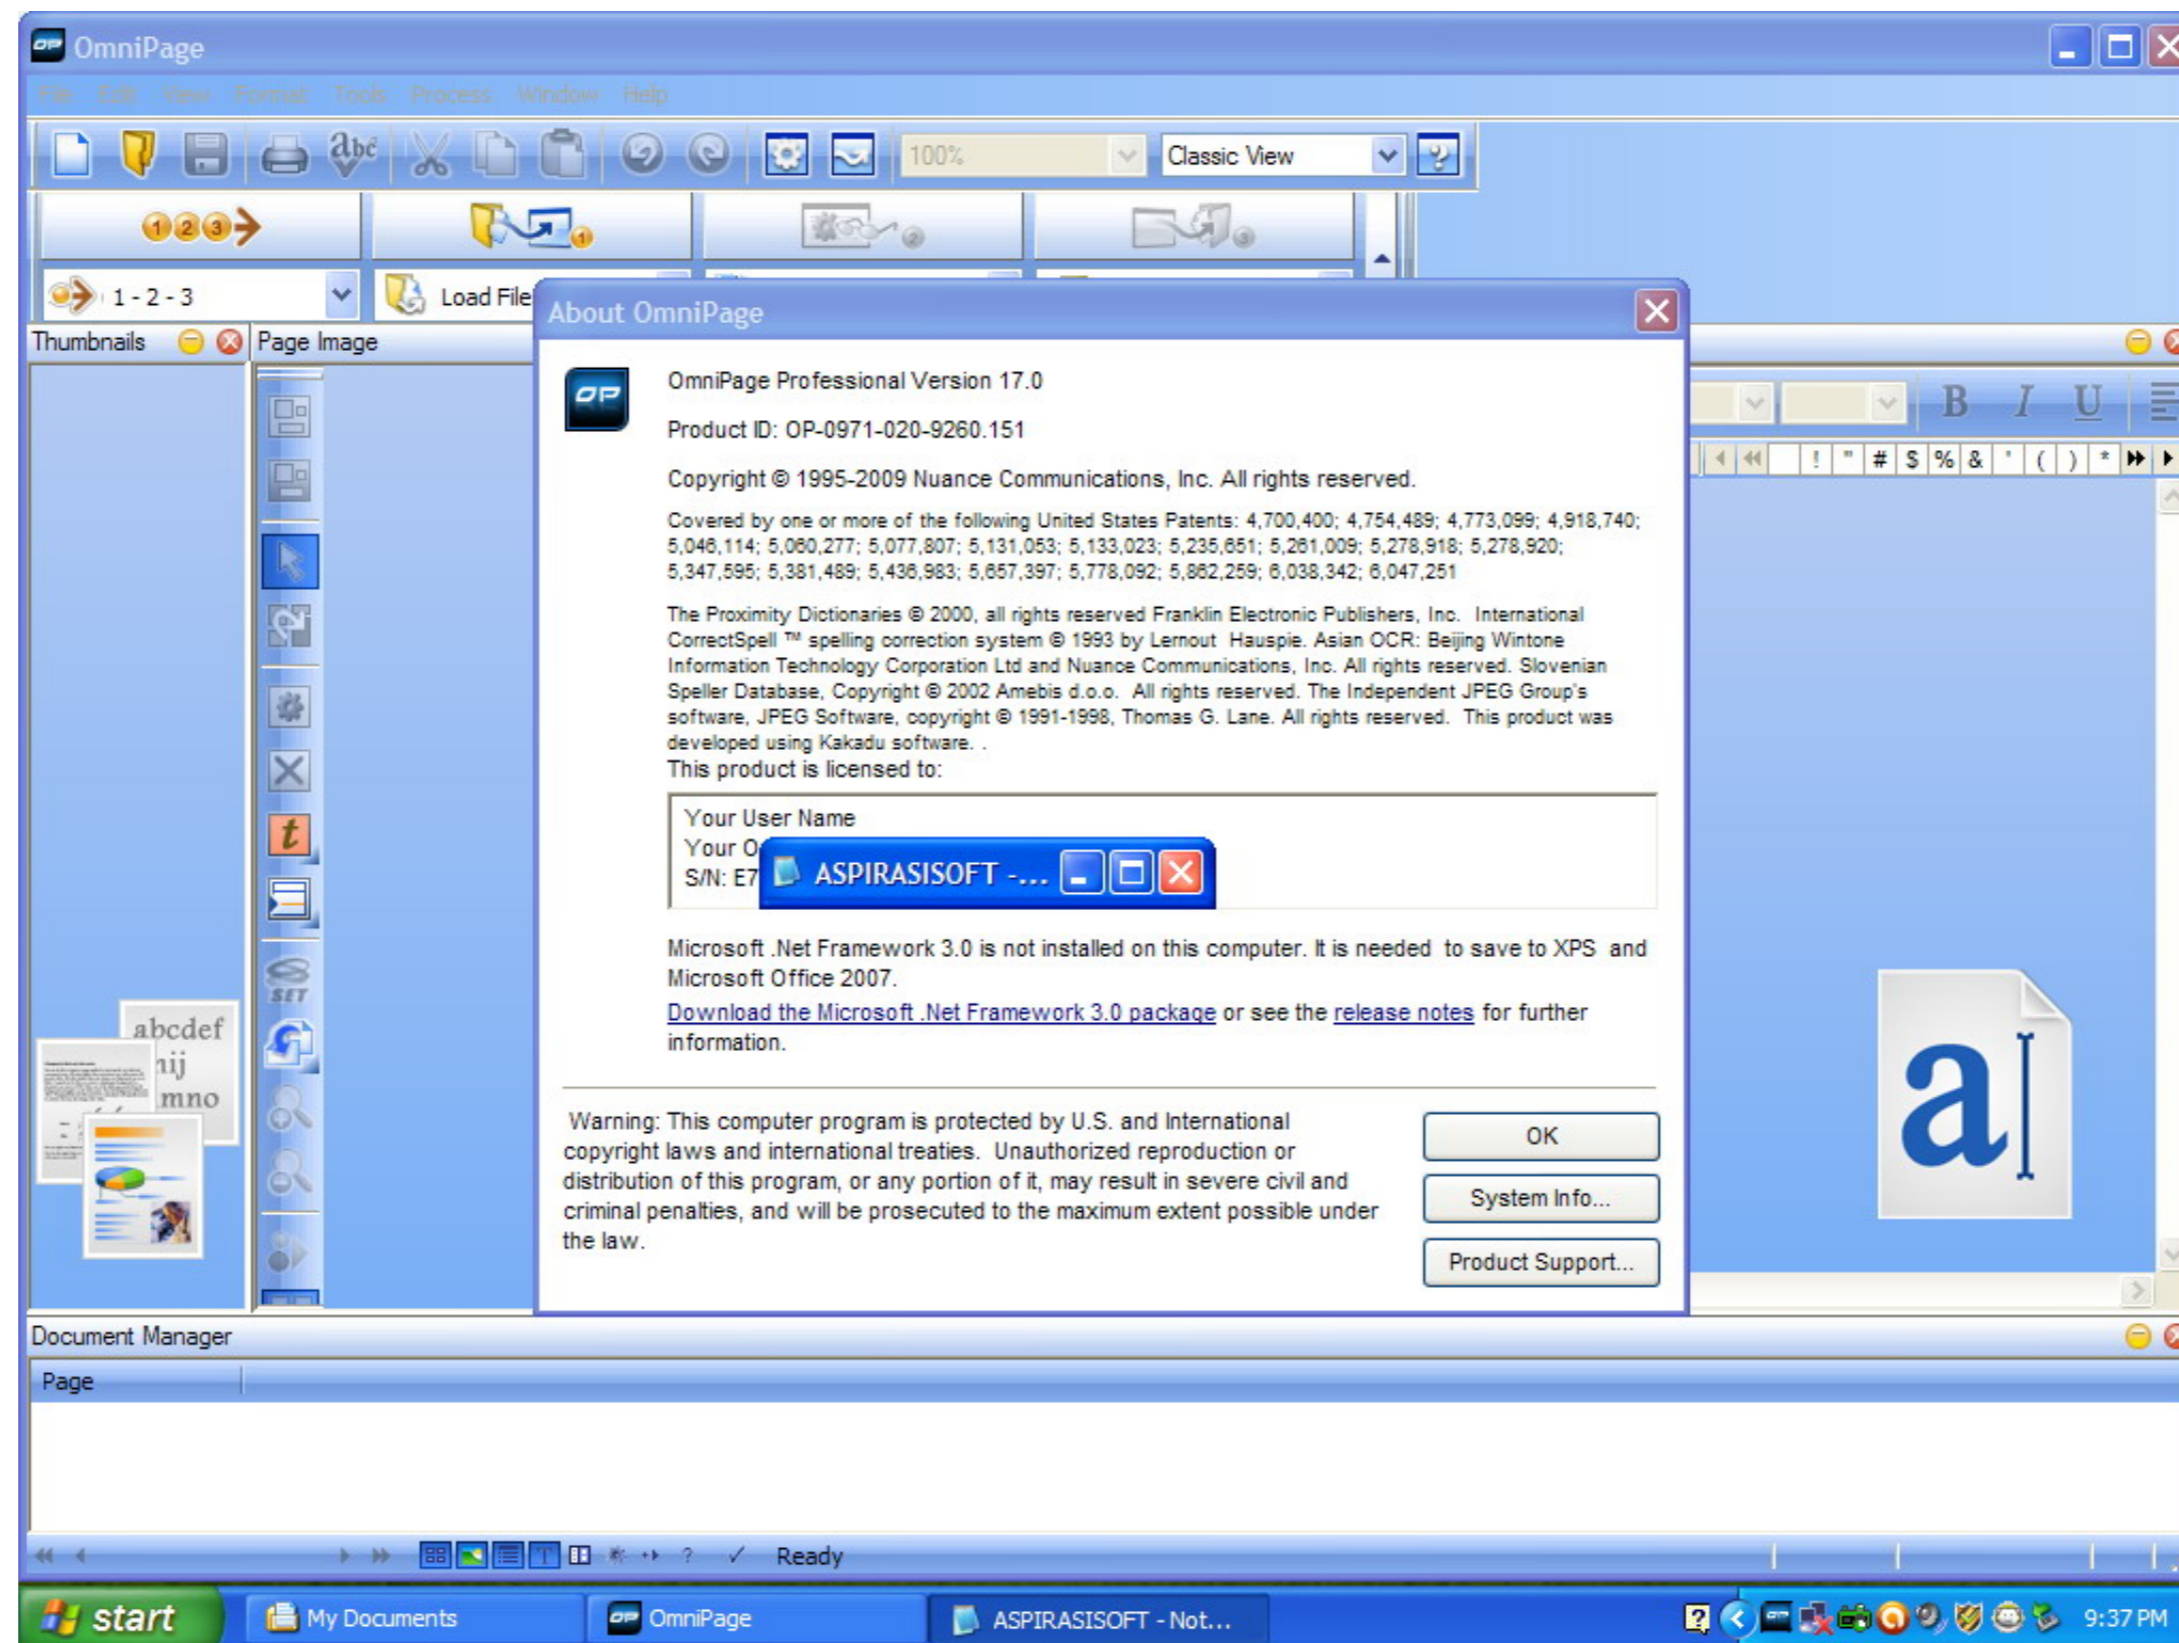 OmniPage
File Edit View Format Tools Process Window Help
100%
Classic View
1 2 3
1
2
3
1 - 2 - 3
Load File
About OmniPage
Thumbnails
Page Image
OmniPage Professional Version 17.0
Product ID: OP-0971-020-9260.151
B I U
! " # $ % & ' ( ) *
Copyright © 1995-2009 Nuance Communications, Inc. All rights reserved.
Covered by one or more of the following United States Patents: 4,700,400; 4,754,489; 4,773,099; 4,918,740;
5,046,114; 5,060,277; 5,077,807; 5,131,053; 5,133,023; 5,235,651; 5,261,009; 5,278,918; 5,278,920;
5,347,595; 5,381,489; 5,436,983; 5,657,397; 5,778,092; 5,862,259; 6,038,342; 6,047,251
The Proximity Dictionaries © 2000, all rights reserved Franklin Electronic Publishers, Inc. International
CorrectSpell ™ spelling correction system © 1993 by Lernout Hauspie. Asian OCR: Beijing Wintone
Information Technology Corporation Ltd and Nuance Communications, Inc. All rights reserved. Slovenian
Speller Database, Copyright © 2002 Amebis d.o.o. All rights reserved. The Independent JPEG Group's
software, JPEG Software, copyright © 1991-1998, Thomas G. Lane. All rights reserved. This product was
developed using Kakadu software. .
This product is licensed to:
Your User Name
Your O
S/N: E7
ASPIRASISOFT -...
Microsoft .Net Framework 3.0 is not installed on this computer. It is needed to save to XPS and
Microsoft Office 2007.
Download the Microsoft .Net Framework 3.0 package or see the release notes for further
information.
Warning: This computer program is protected by U.S. and International
copyright laws and international treaties. Unauthorized reproduction or
distribution of this program, or any portion of it, may result in severe civil and
criminal penalties, and will be prosecuted to the maximum extent possible under
the law.
OK
System Info...
Product Support...
SET
abcdef
hij
mno
a
Document Manager
Page
Ready
start
My Documents
OmniPage
ASPIRASISOFT - Not...
9:37 PM